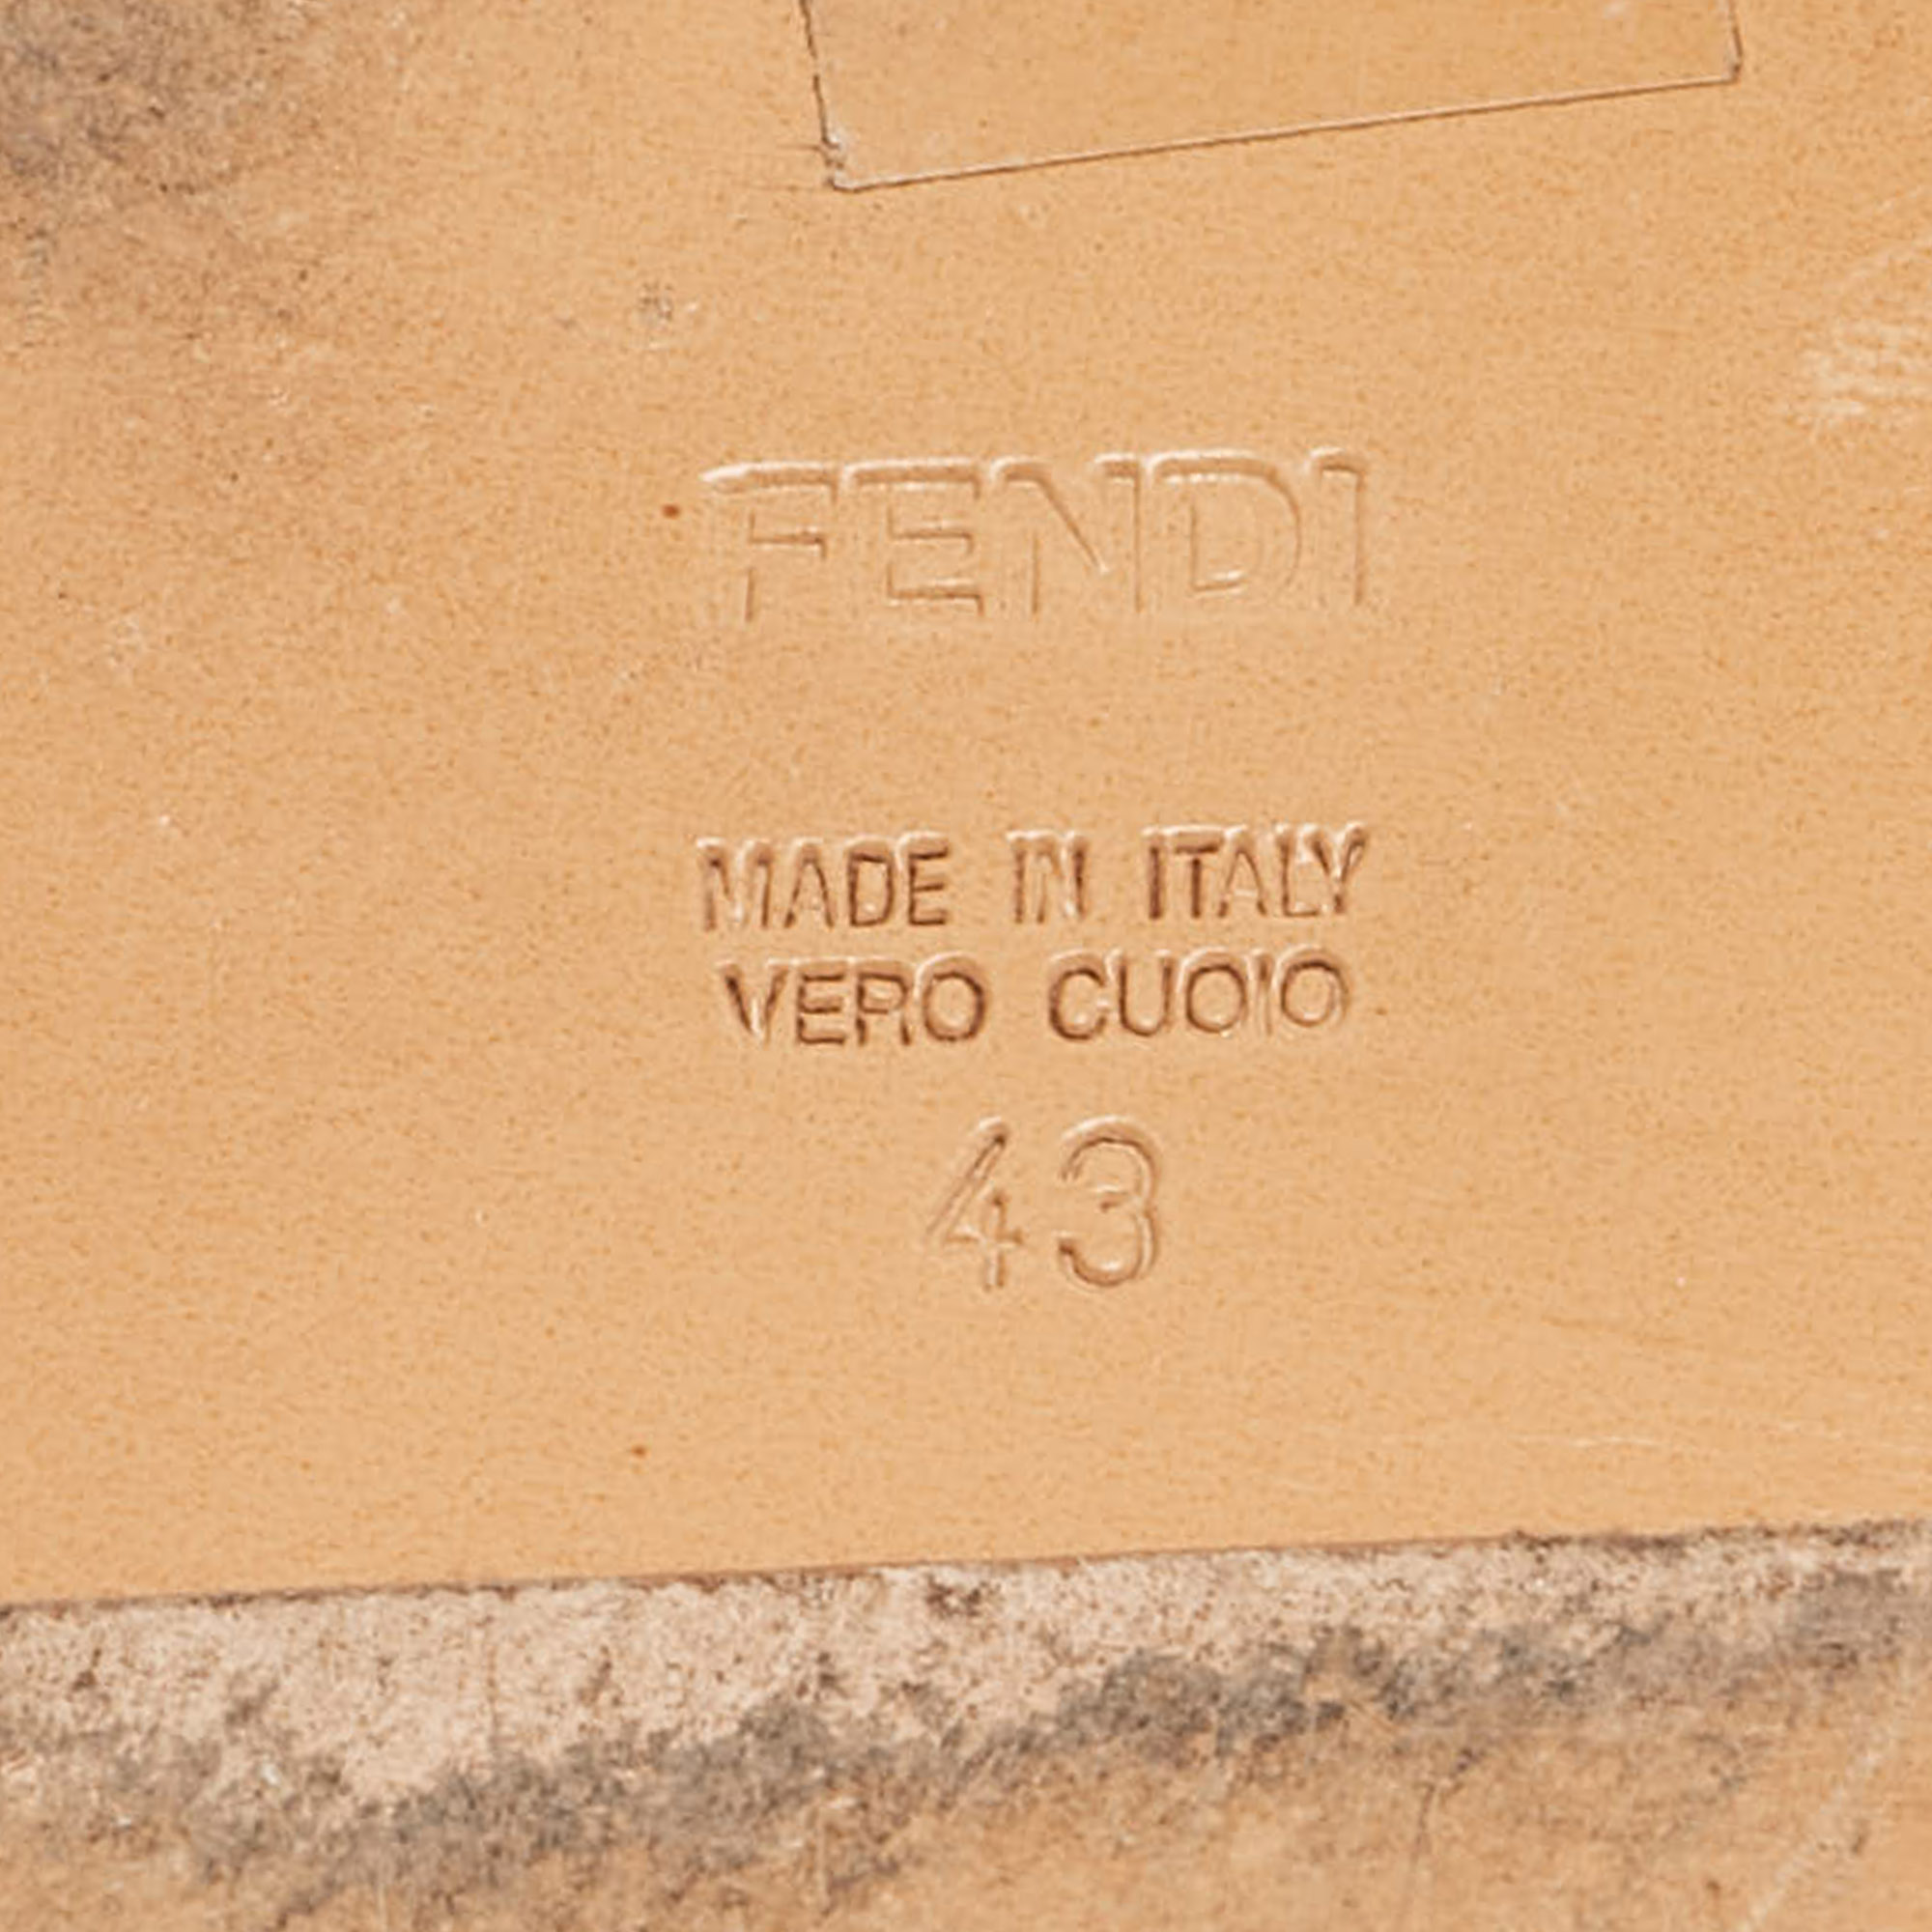 FENDI
MADE IN ITALY
VERO CUOIO
43